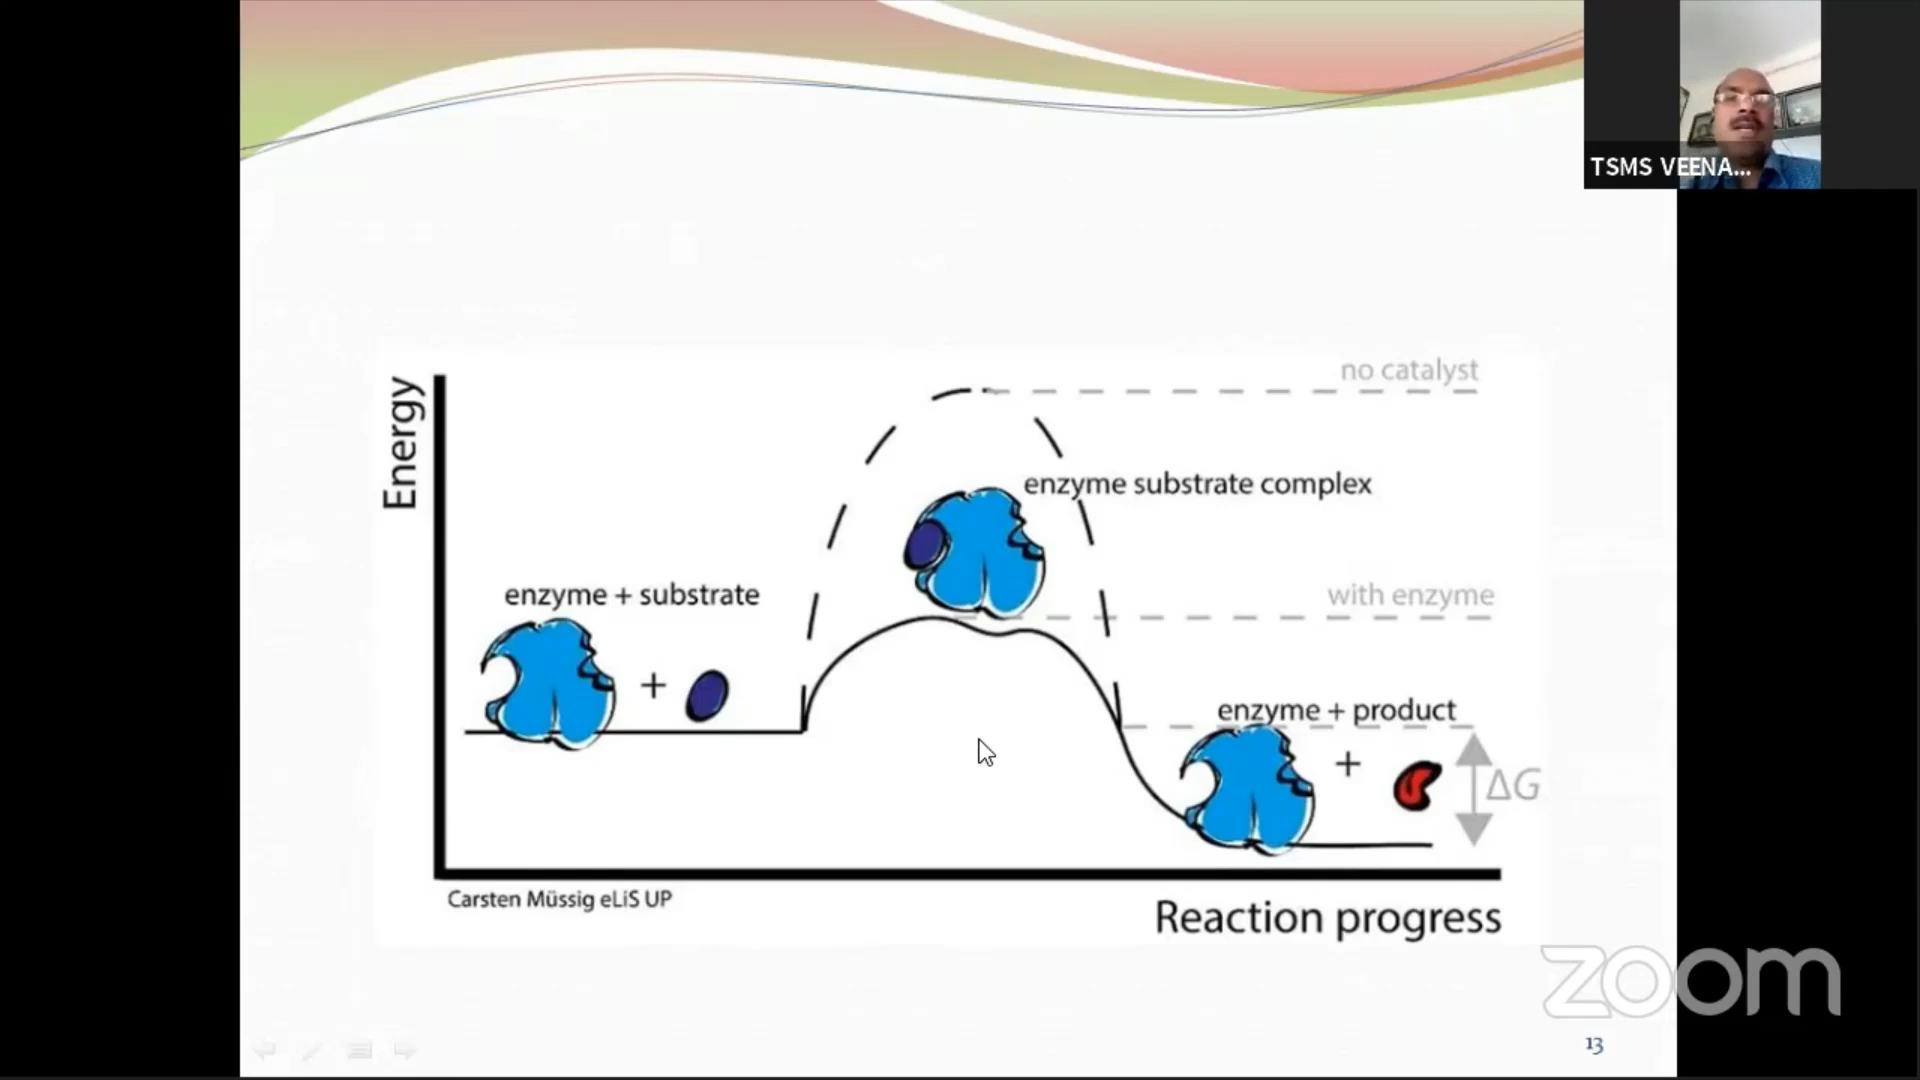 TSMS VEENA...
no catalyst
Energy
enzyme substrate complex
enzyme + substrate
with enzyme
+
enzyme + product
+
ΔG
Carsten Müssig eLiS UP
Reaction progress
zoom
13